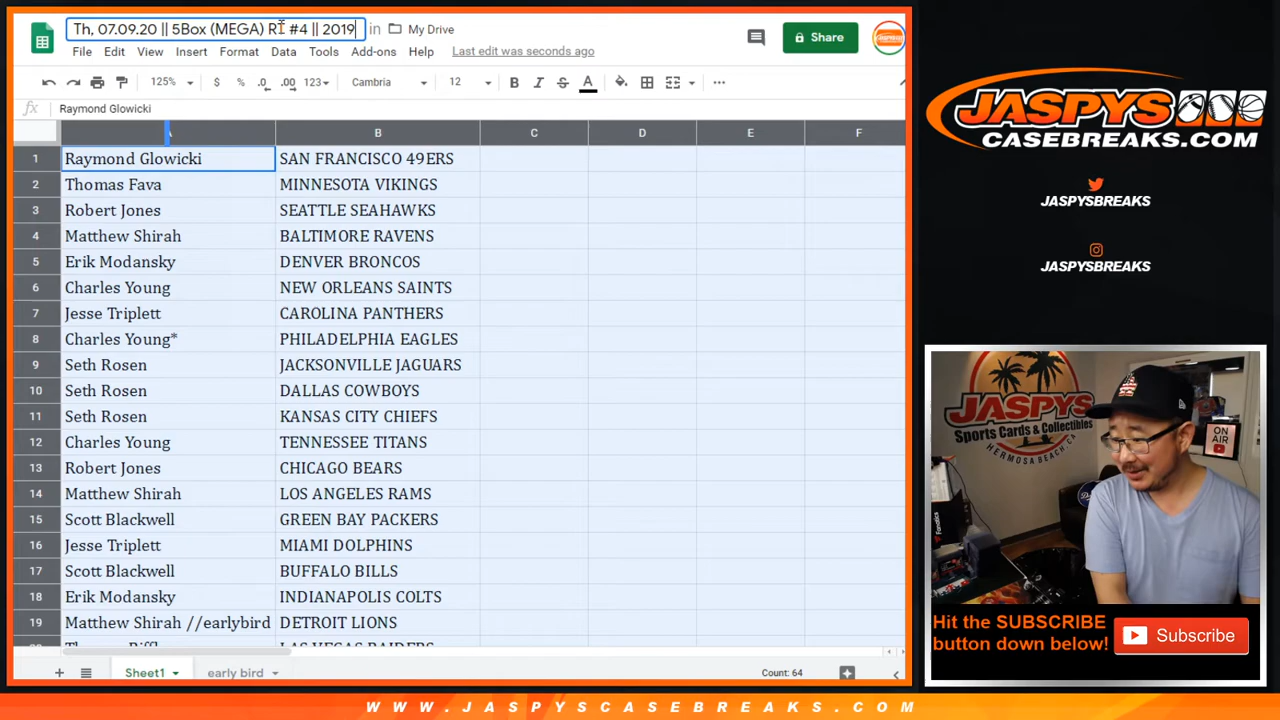 Th, 07.09.20 || 5Box (MEGA) RT #4 || 2019 in My Drive
File Edit View Insert Format Data Tools Add-ons Help Last edit was seconds ago
Share
125% $ % .0 .00 123 Cambria 12 B I S A
fx Raymond Glowicki
A B C D E F
1 Raymond Glowicki SAN FRANCISCO 49ERS
2 Thomas Fava MINNESOTA VIKINGS
3 Robert Jones SEATTLE SEAHAWKS
4 Matthew Shirah BALTIMORE RAVENS
5 Erik Modansky DENVER BRONCOS
6 Charles Young NEW ORLEANS SAINTS
7 Jesse Triplett CAROLINA PANTHERS
8 Charles Young* PHILADELPHIA EAGLES
9 Seth Rosen JACKSONVILLE JAGUARS
10 Seth Rosen DALLAS COWBOYS
11 Seth Rosen KANSAS CITY CHIEFS
12 Charles Young TENNESSEE TITANS
13 Robert Jones CHICAGO BEARS
14 Matthew Shirah LOS ANGELES RAMS
15 Scott Blackwell GREEN BAY PACKERS
16 Jesse Triplett MIAMI DOLPHINS
17 Scott Blackwell BUFFALO BILLS
18 Erik Modansky INDIANAPOLIS COLTS
19 Matthew Shirah //earlybird DETROIT LIONS
LAS VEGAS RAIDERS
Sheet1 early bird Count: 64
JASPYS
CASEBREAKS.COM
JASPYSBREAKS
JASPYSBREAKS
JASPYS
Sports Cards & Collectibles
HERMOSA BEACH, CA
ON
AIR
Fanatics
Hit the SUBSCRIBE
button down below!
Subscribe
WWW.JASPYSCASEBREAKS.COM